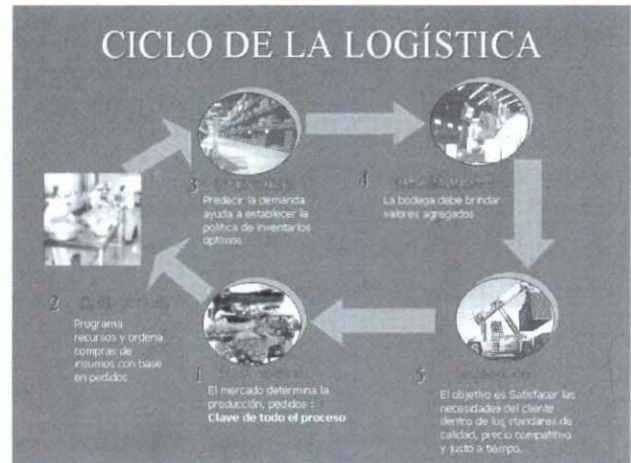 CICLO DE LA LOGÍSTICA
3
Predecir la demanda
ayuda a establecer la
politica de inventarios
optimos
4
La bodega debe brindar
valores agregados
2
Programa
recursos y ordena
compras de
insumos con base
en pedidos
1
El mercado determina la
producción, pedidos :
Clave de todo el proceso
5
El objetivo es Satisfacer las
necesidades del cliente
dentro de los standares de
calidad, precio competitivo
y justo a tiempo.